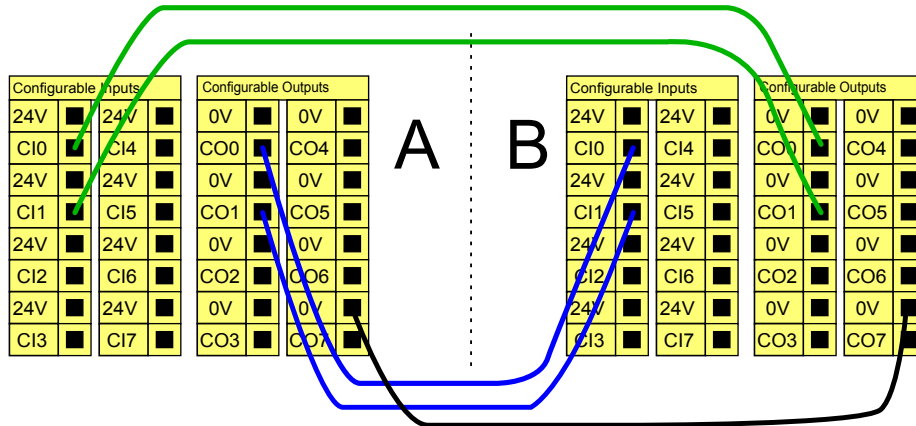 Configurable Inputs
24V 24V
CI0 CI4
24V 24V
CI1 CI5
24V 24V
CI2 CI6
24V 24V
CI3 CI7
Configurable Outputs
0V 0V
CO0 CO4
0V 0V
CO1 CO5
0V 0V
CO2 CO6
0V 0V
CO3 CO7
A
B
Configurable Inputs
24V 24V
CI0 CI4
24V 24V
CI1 CI5
24V 24V
CI2 CI6
24V 24V
CI3 CI7
Configurable Outputs
0V 0V
CO0 CO4
0V 0V
CO1 CO5
0V 0V
CO2 CO6
0V 0V
CO3 CO7